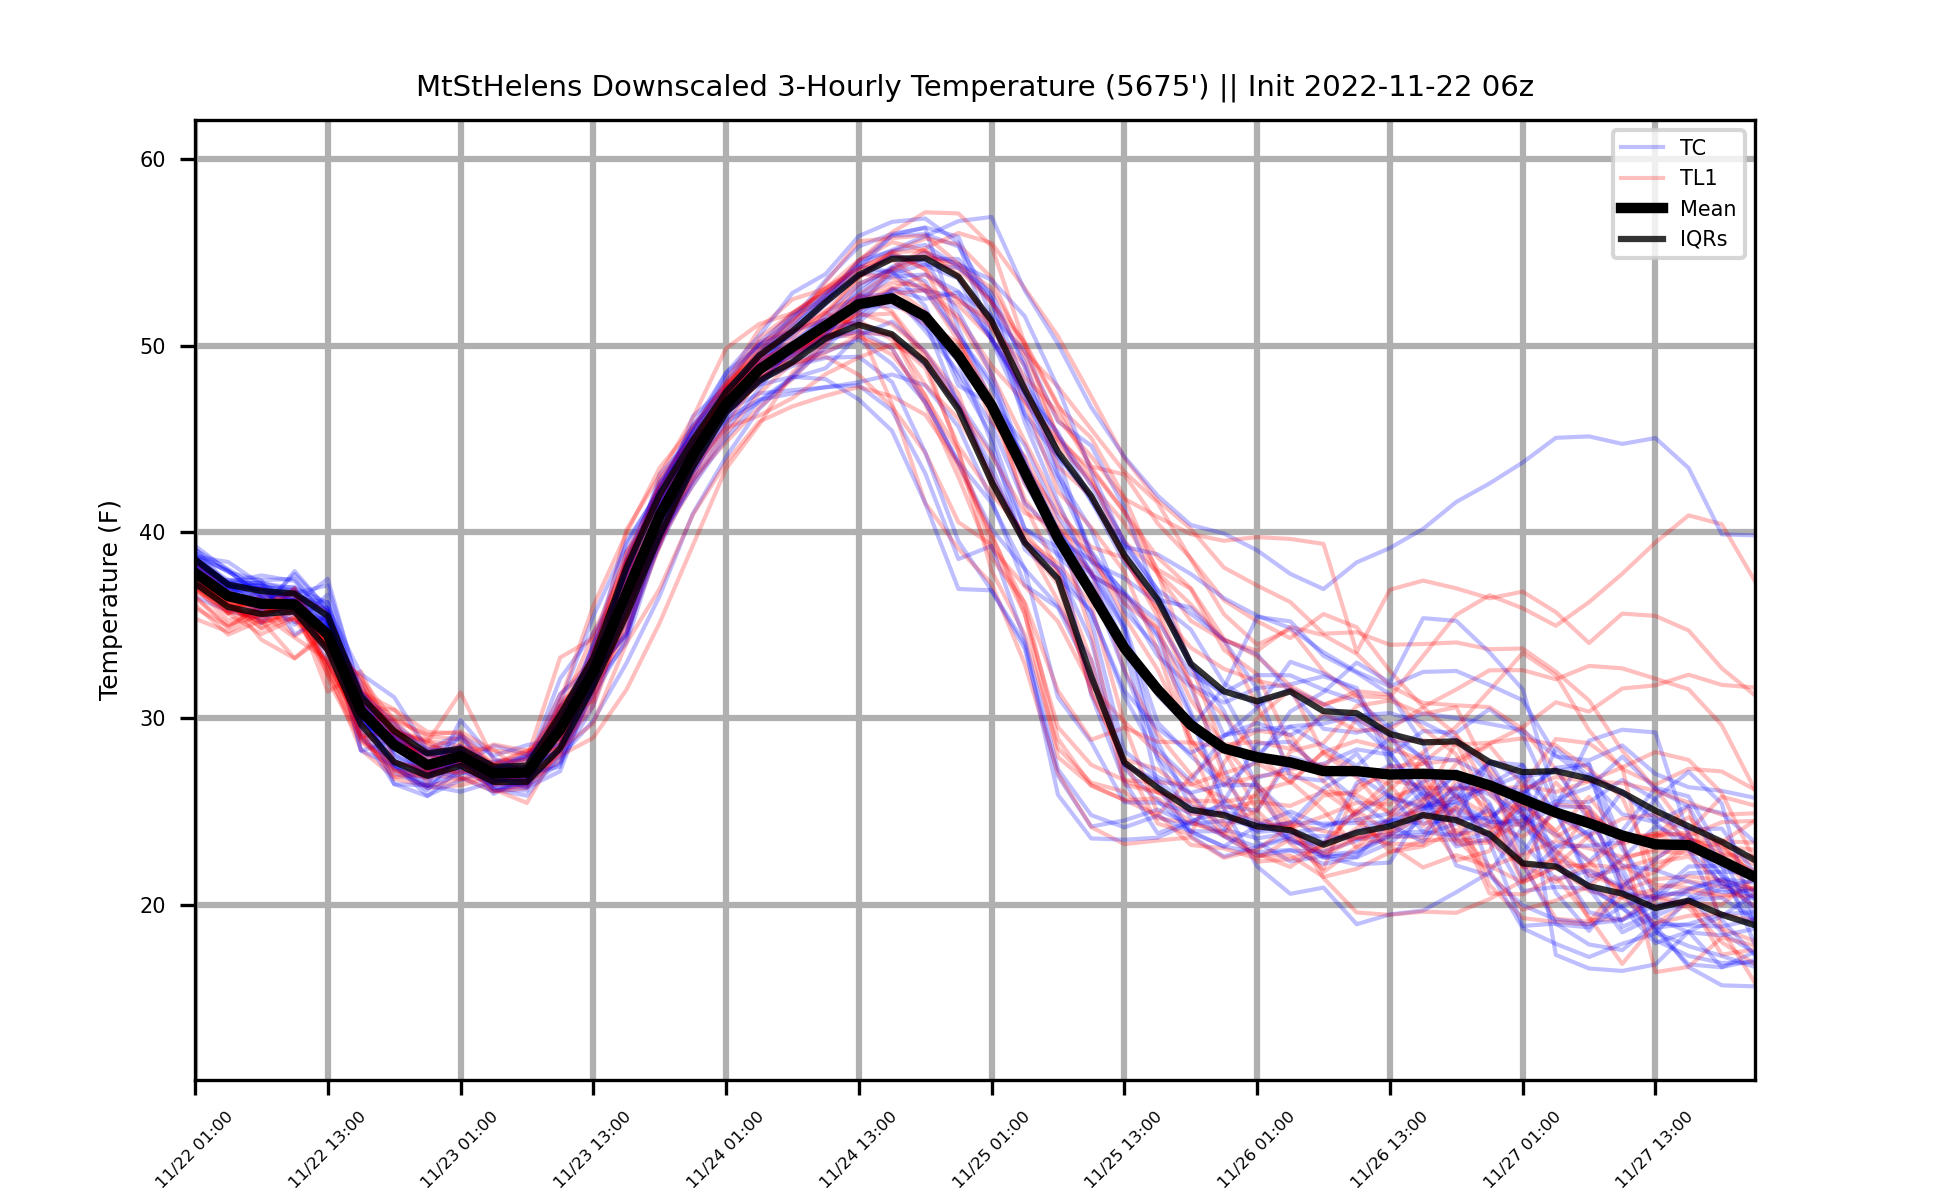 MtStHelens Downscaled 3-Hourly Temperature (5675') || Init 2022-11-22 06z
TC
TL1
Mean
IQRs
Temperature (F)
60
50
40
30
20
11/22 01:00
11/22 13:00
11/23 01:00
11/23 13:00
11/24 01:00
11/24 13:00
11/25 01:00
11/25 13:00
11/26 01:00
11/26 13:00
11/27 01:00
11/27 13:00